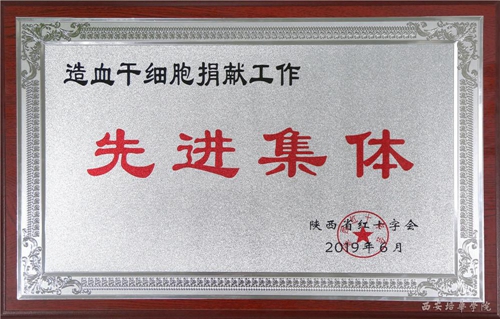 造血干细胞捐献工作
先进集体
陕西省红十字会
2019年6月
西安培華学院